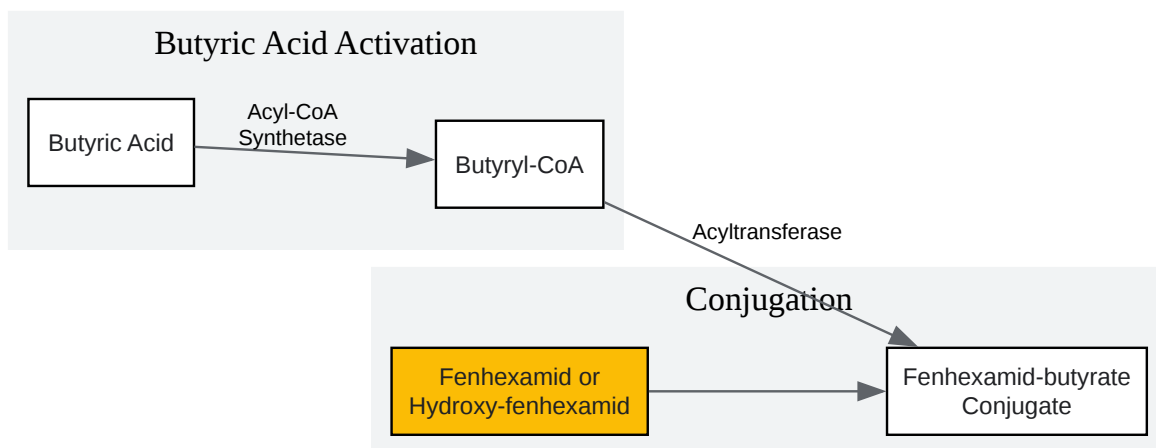 Butyric Acid Activation
Butyric Acid
Acyl-CoA
Synthetase
Butyryl-CoA
Acyltransferase
Conjugation
Fenhexamid or
Hydroxy-fenhexamid
Fenhexamid-butyrate
Conjugate